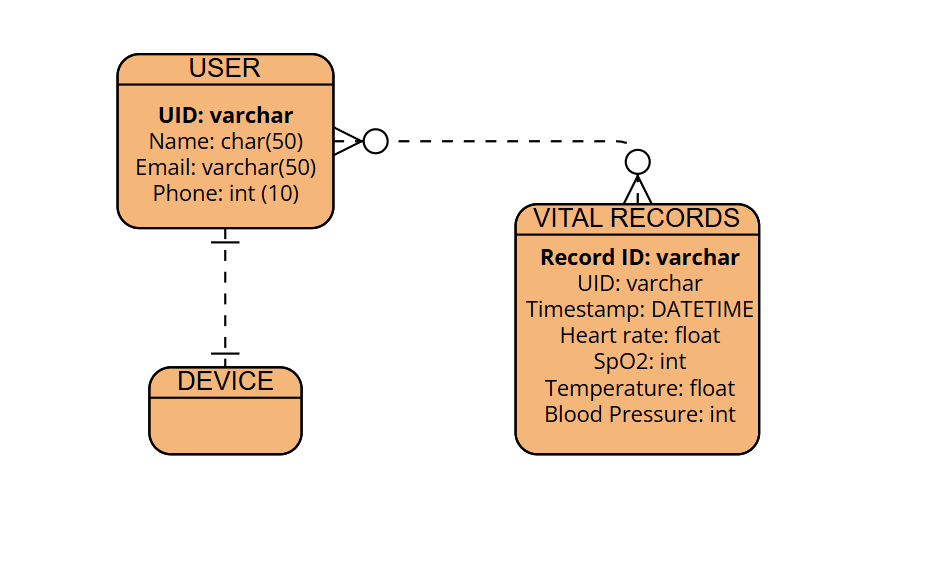 USER
UID: varchar
Name: char(50)
Email: varchar(50)
Phone: int (10)
VITAL RECORDS
Record ID: varchar
UID: varchar
Timestamp: DATETIME
Heart rate: float
SpO2: int
Temperature: float
Blood Pressure: int
DEVICE